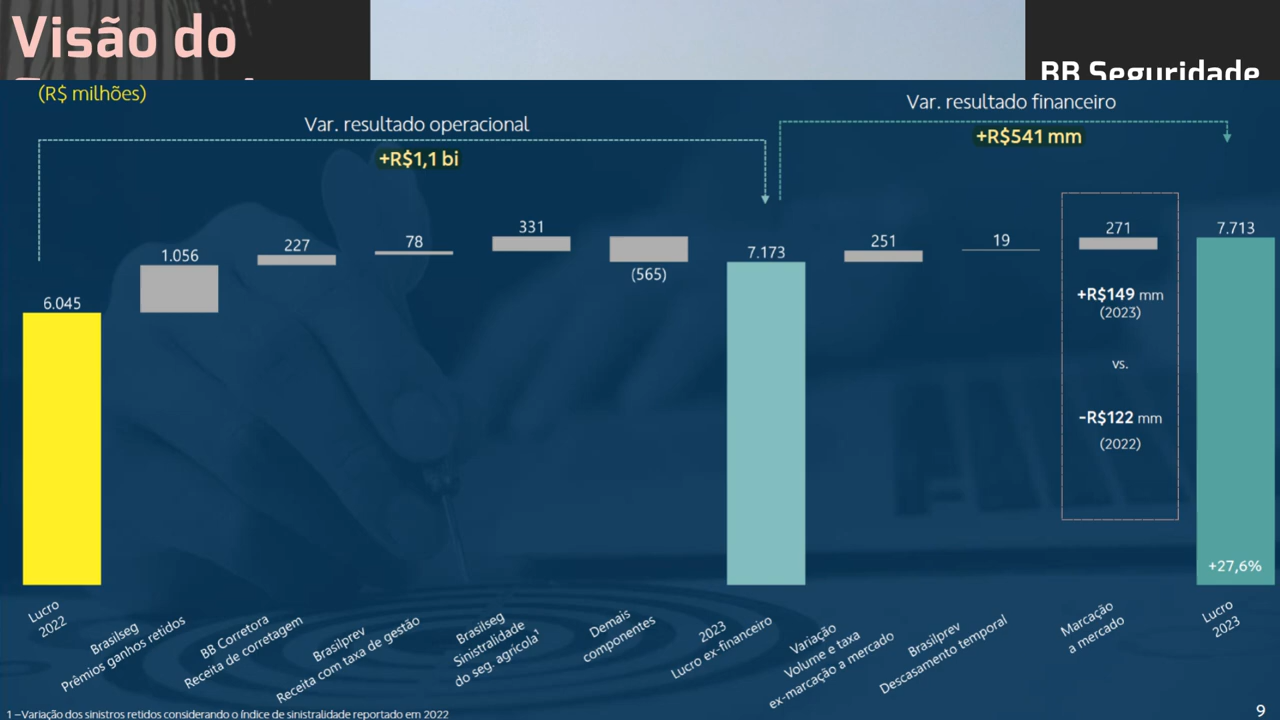 Visão do
BB Seguridade
(R$ milhões)
Var. resultado operacional
+R$1,1 bi
Var. resultado financeiro
+R$541 mm
6.045
1.056
227
78
331
(565)
7.173
251
19
271
7.713
+R$149 mm
(2023)
vs.
-R$122 mm
(2022)
+27,6%
Lucro
2022
Brasilseg
Prêmios ganhos retidos
BB Corretora
Receita de corretagem
Brasilprev
Receita com taxa de gestão
Brasilseg
Sinistralidade
do seg. agrícola¹
Demais
componentes
2023
Lucro ex-financeiro
Variação
Volume e taxa
ex-marcação a mercado
Brasilprev
Descasamento temporal
Marcação
a mercado
Lucro
2023
1 –Variação dos sinistros retidos considerando o índice de sinistralidade reportado em 2022
9